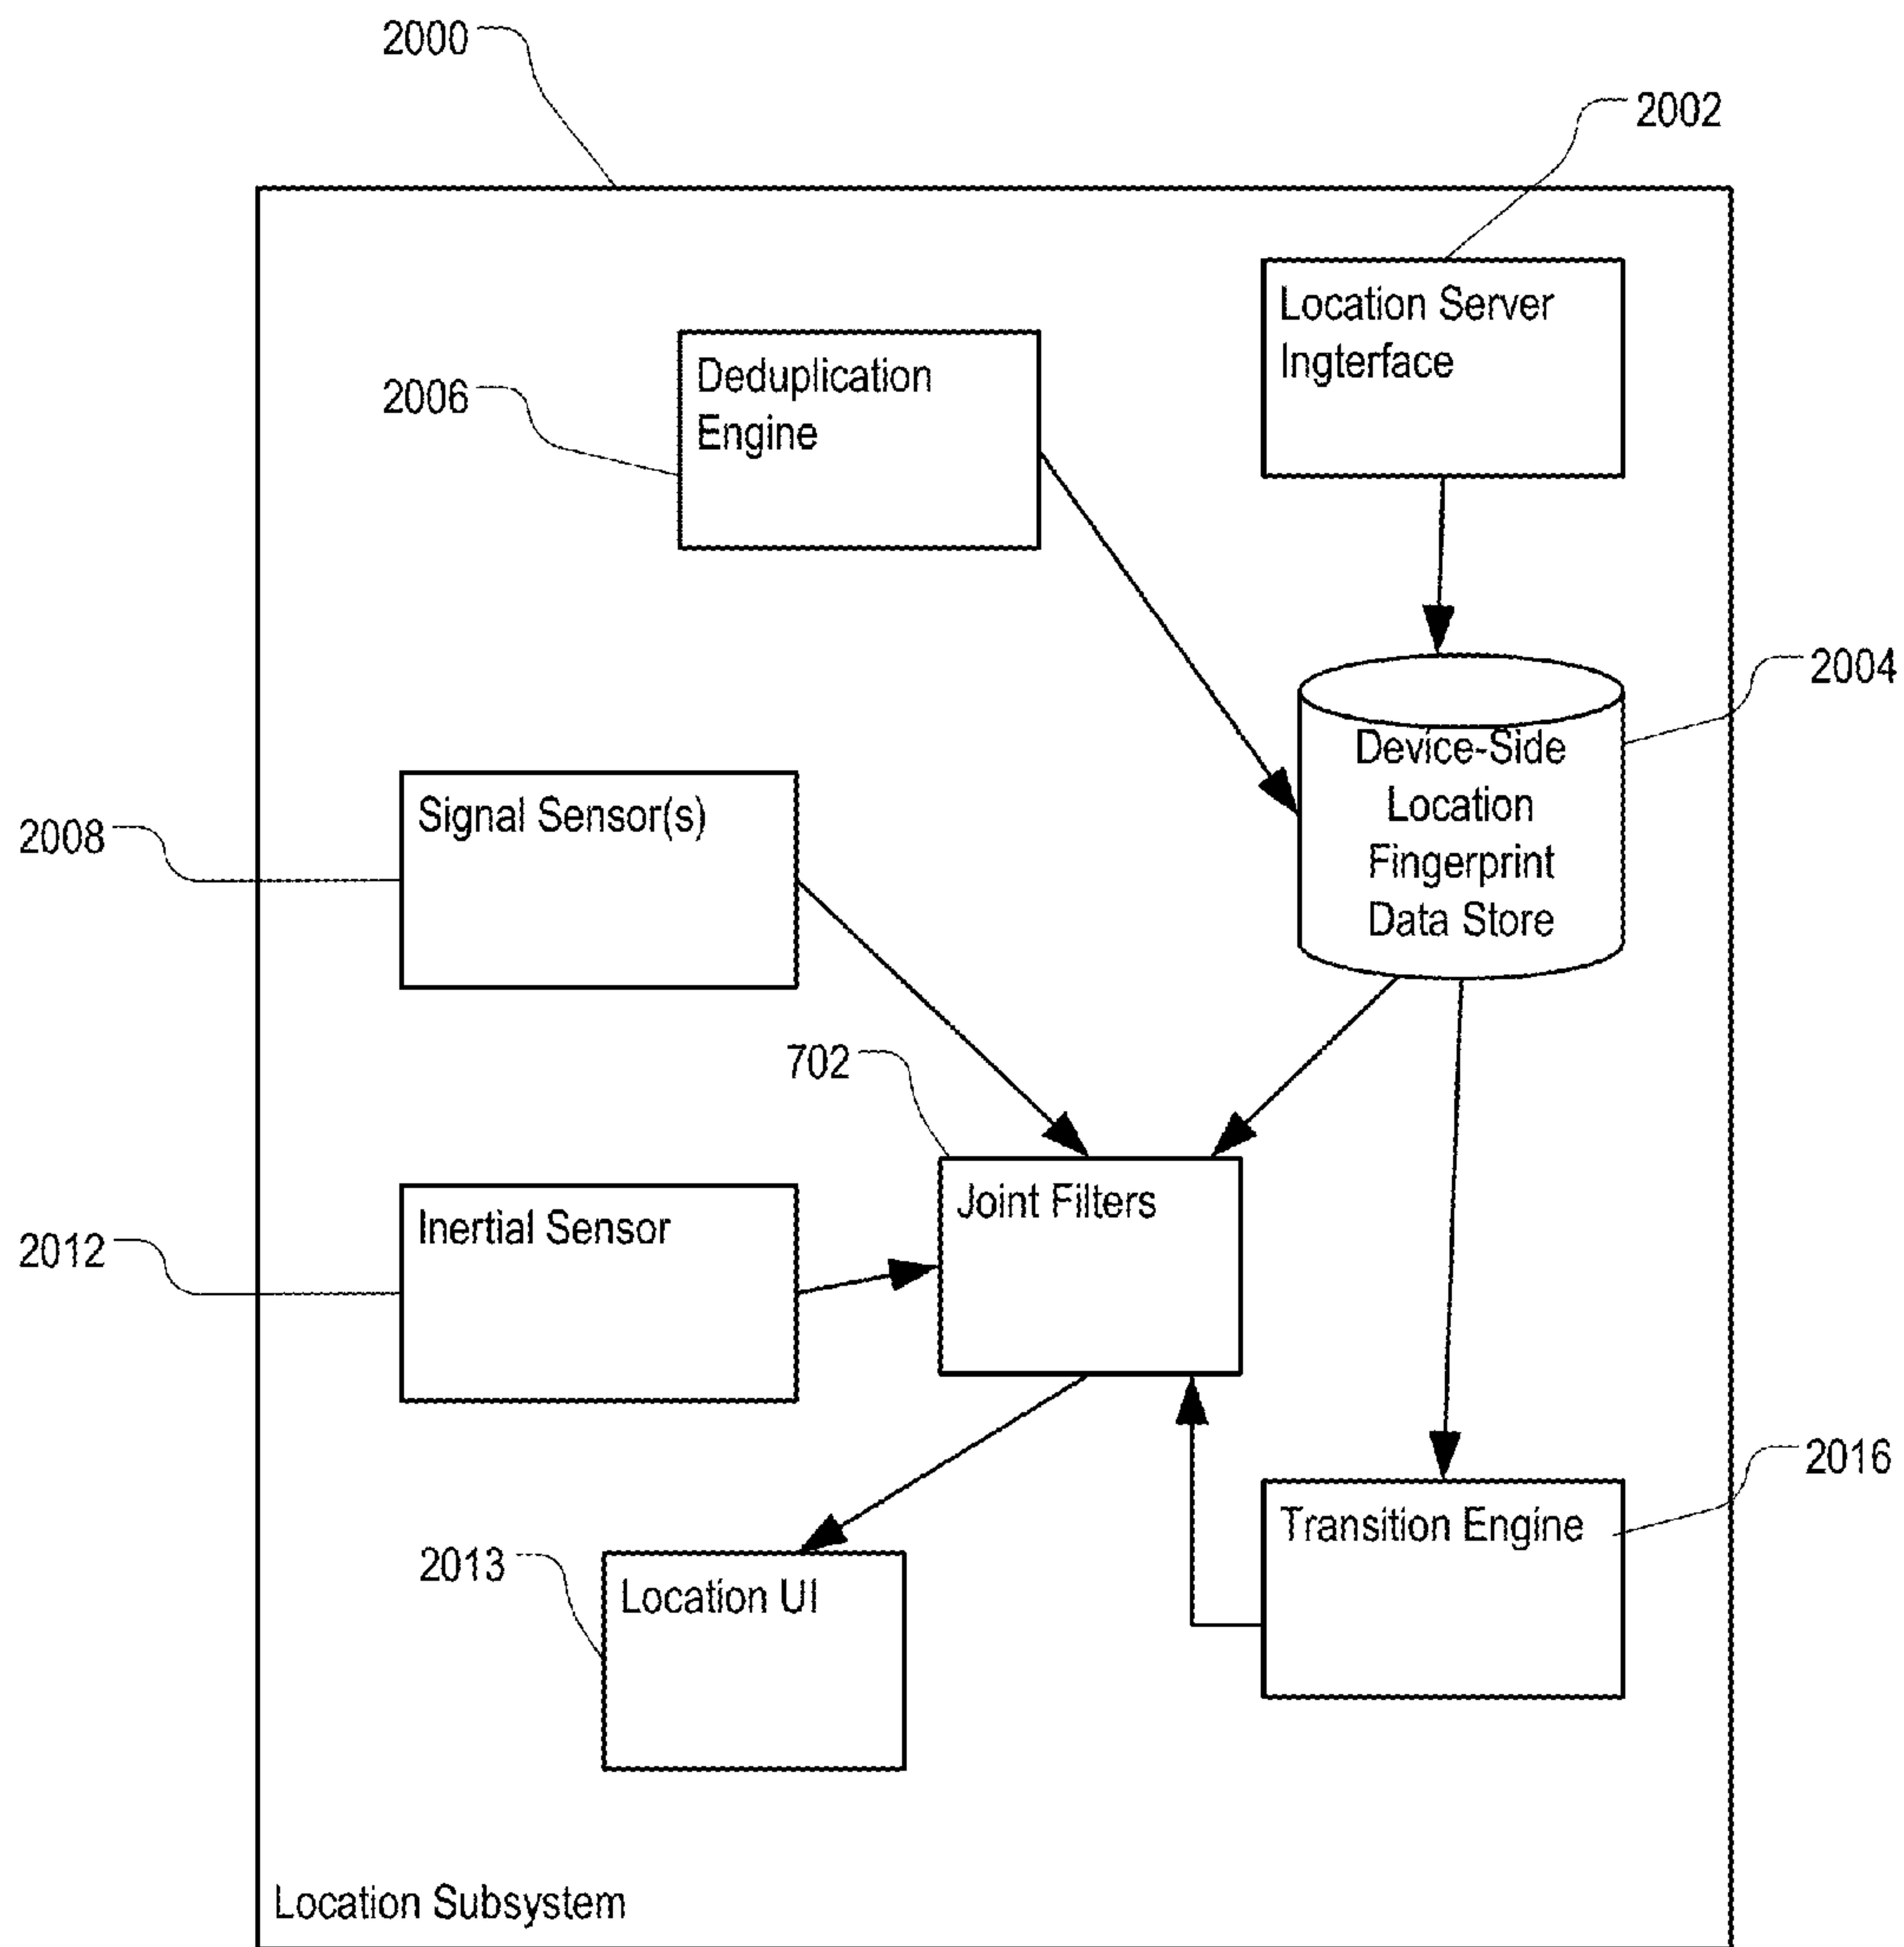 2000
2002
Location Server
Ingterface
Deduplication
Engine
2006
2004
Device-Side
Location
Fingerprint
Data Store
Signal Sensor(s)
2008
702
Joint Filters
Inertial Sensor
2012
2016
Transition Engine
2013
Location UI
Location Subsystem